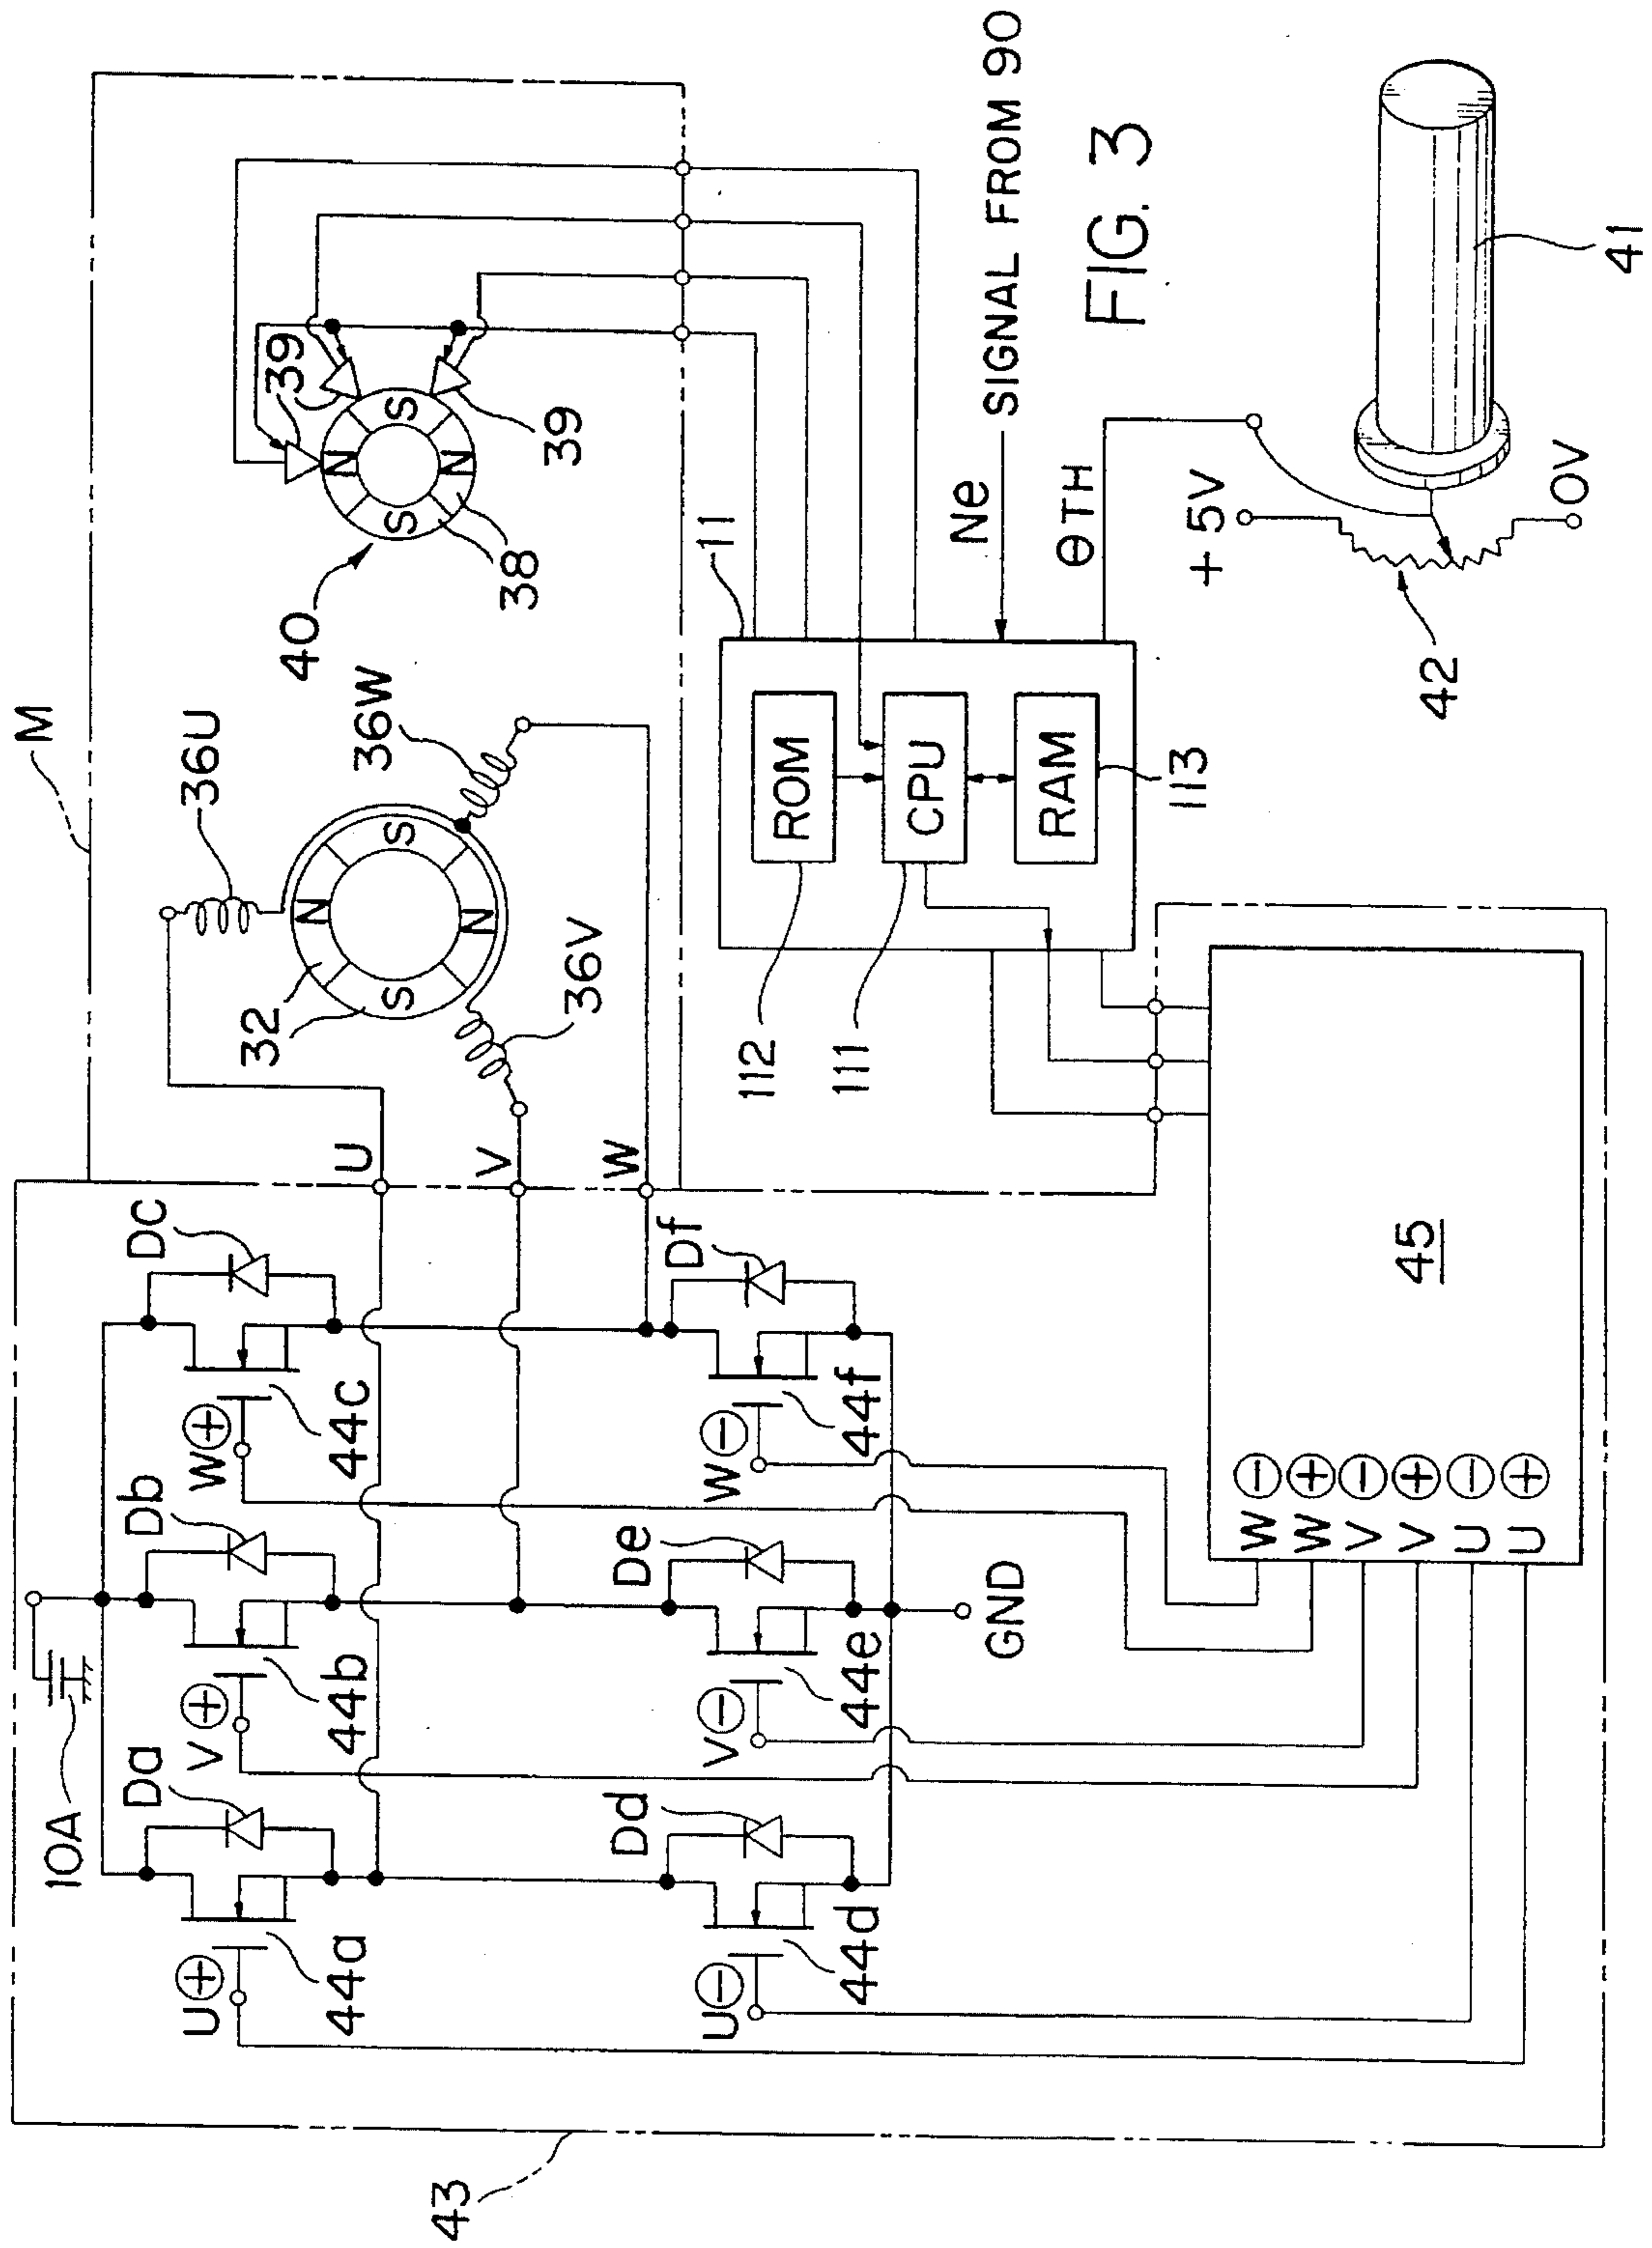 M
43
10A
Da
Db
Dc
U⊕
V⊕
W⊕
44a
44b
44c
U
V
W
Dd
De
Df
U⊖
V⊖
W⊖
44d
44e
44f
GND
36U
36W
36V
32
N
S
N
S
40
39
39
38
N
S
N
S
11
ROM
CPU
RAM
112
111
113
Ne
SIGNAL FROM 90
θTH
+5V
0V
42
41
W⊖
W⊕
V⊖
V⊕
U⊖
U⊕
45
FIG. 3